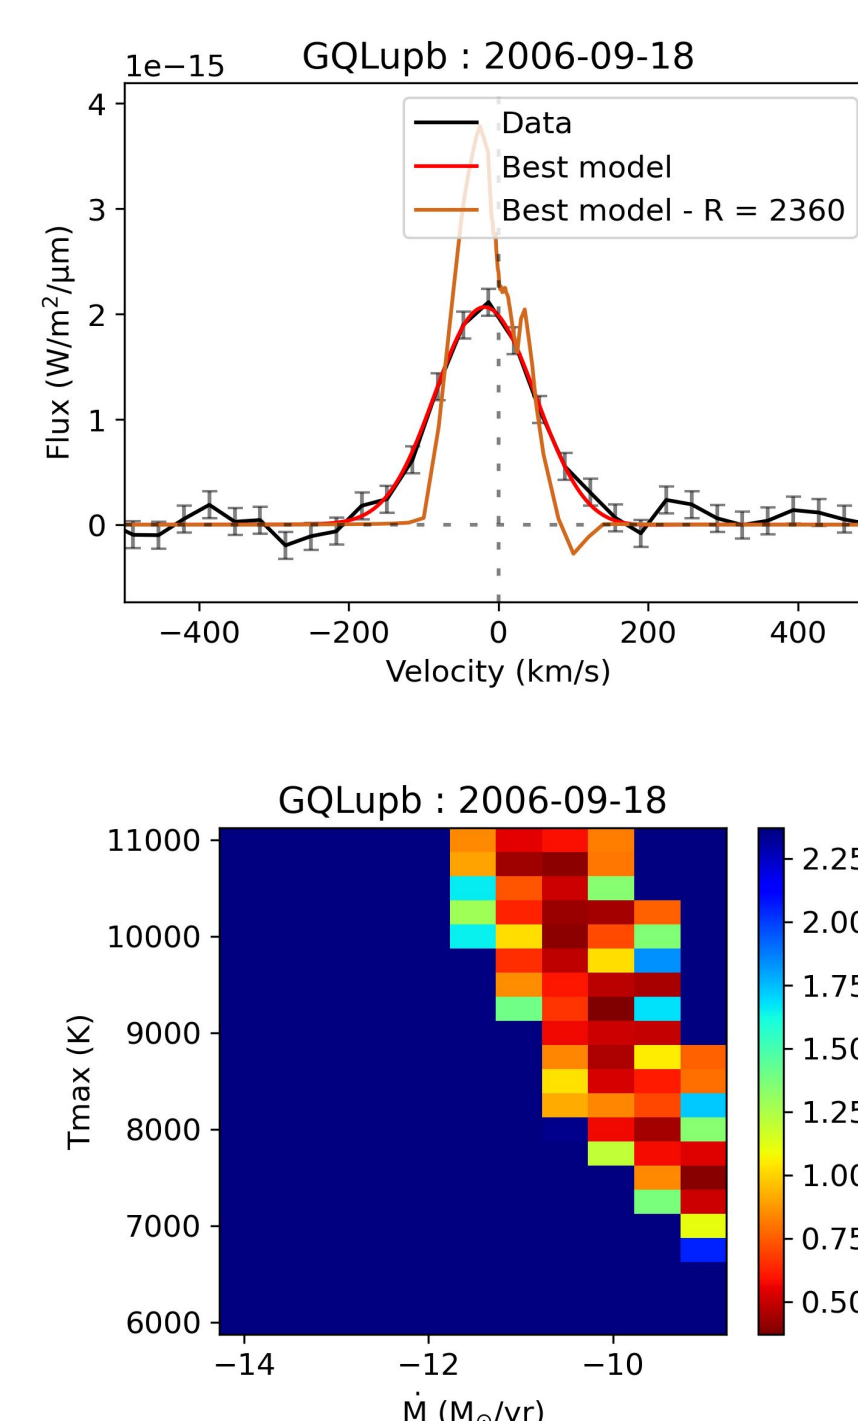 GQLupb : 2006-09-18
1e−15
Data
Best model
Best model - R = 2360
4
3
2
1
0
Flux (W/m²/µm)
−400 −200 0 200 400
Velocity (km/s)
GQLupb : 2006-09-18
11000
10000
9000
8000
7000
6000
Tmax (K)
−14 −12 −10
Ṁ (M☉/yr)
2.25
2.00
1.75
1.50
1.25
1.00
0.75
0.50